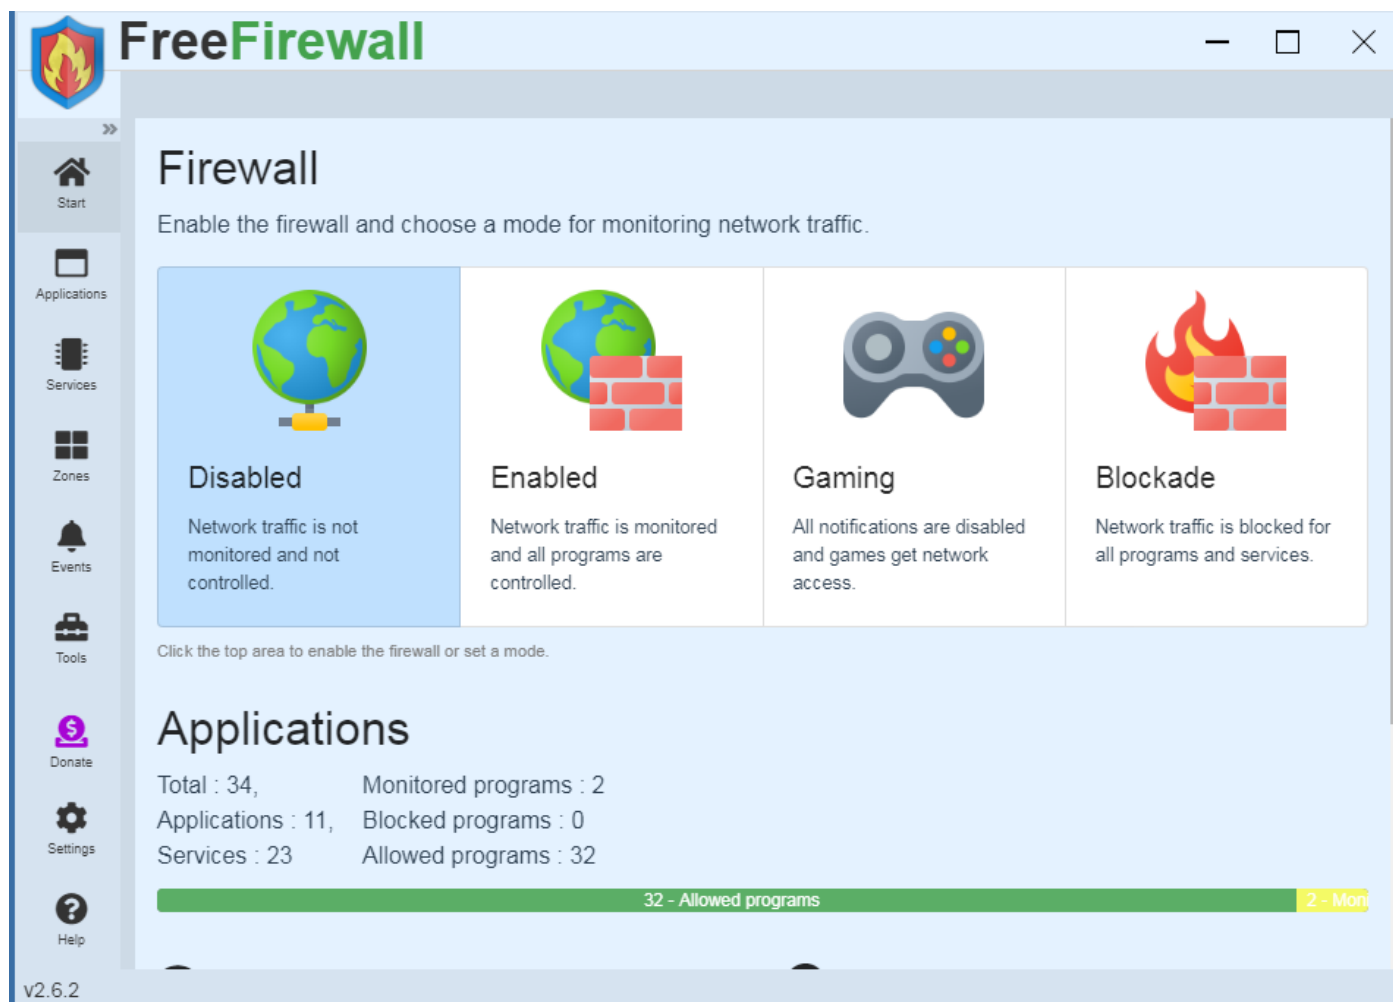 FreeFirewall
Start
Applications
Services
Zones
Events
Tools
Donate
Settings
Help
v2.6.2
Firewall
Enable the firewall and choose a mode for monitoring network traffic.
Disabled
Network traffic is not
monitored and not
controlled.
Enabled
Network traffic is monitored
and all programs are
controlled.
Gaming
All notifications are disabled
and games get network
access.
Blockade
Network traffic is blocked for
all programs and services.
Click the top area to enable the firewall or set a mode.
Applications
Total : 34,
Applications : 11,
Services : 23
Monitored programs : 2
Blocked programs : 0
Allowed programs : 32
32 - Allowed programs
2 - Moni